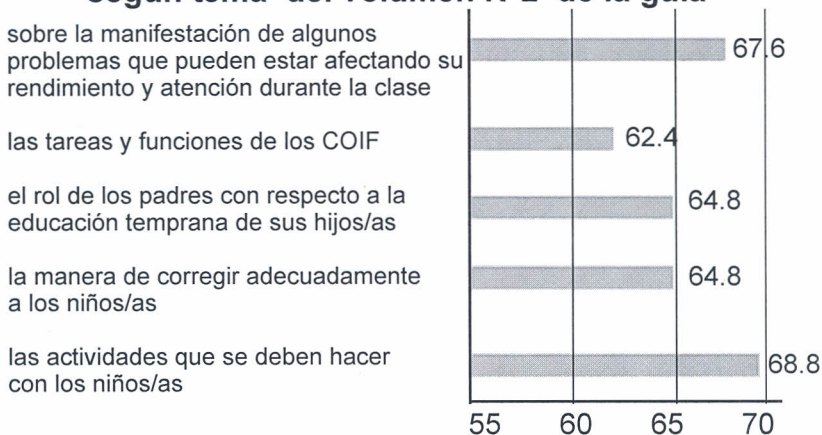 según tema del volumen Nº2 de la guía
sobre la manifestación de algunos
problemas que pueden estar afectando su
rendimiento y atención durante la clase
67.6
las tareas y funciones de los COIF
62.4
el rol de los padres con respecto a la
educación temprana de sus hijos/as
64.8
la manera de corregir adecuadamente
a los niños/as
64.8
las actividades que se deben hacer
con los niños/as
68.8
55 60 65 70